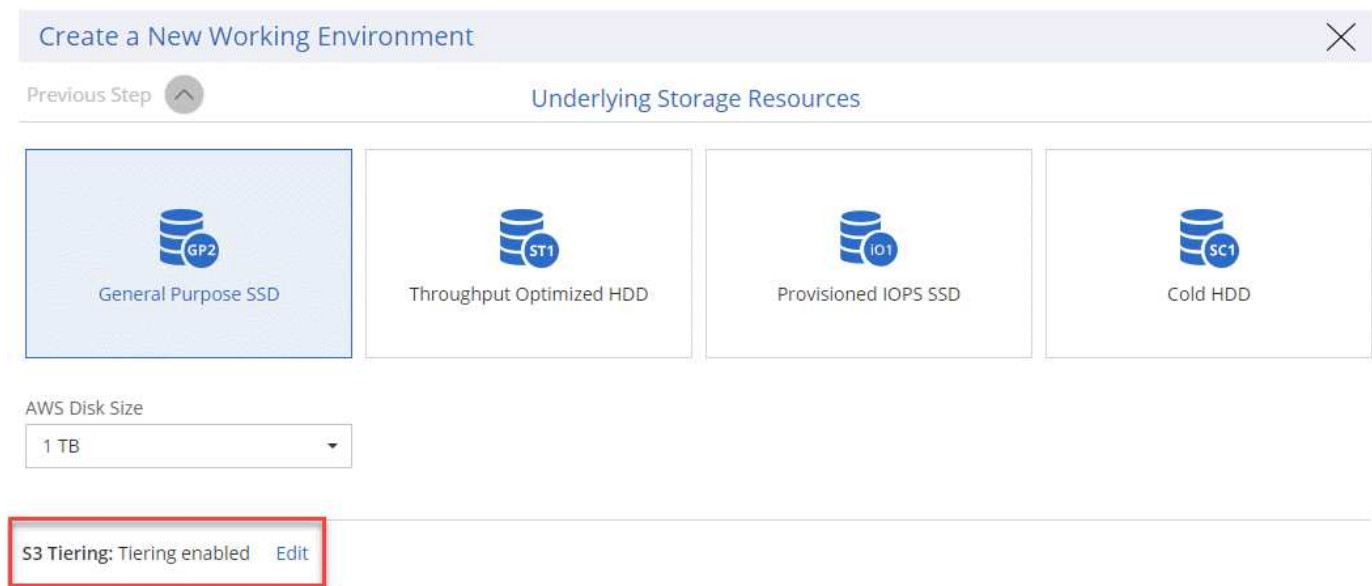 Create a New Working Environment
Previous Step
Underlying Storage Resources
GP2
ST1
iO1
SC1
General Purpose SSD
Throughput Optimized HDD
Provisioned IOPS SSD
Cold HDD
AWS Disk Size
1 TB
S3 Tiering: Tiering enabled Edit